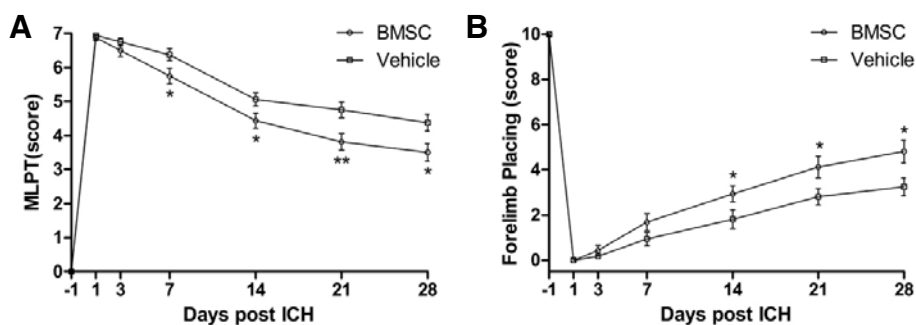 A
BMSC
Vehicle
MLPT(score)
7
6
5
4
3
2
1
0
* * ** *
-1 1 3 7 14 21 28
Days post ICH
B
BMSC
Vehicle
Forelimb Placing (score)
10
8
6
4
2
0
* * *
-1 1 3 7 14 21 28
Days post ICH